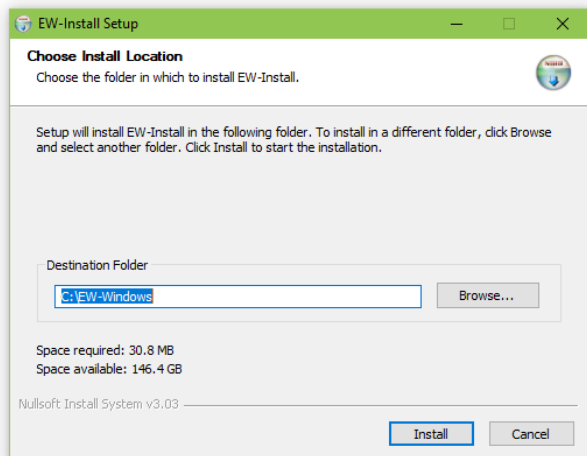 EW-Install Setup
Choose Install Location
Choose the folder in which to install EW-Install.
Setup will install EW-Install in the following folder. To install in a different folder, click Browse
and select another folder. Click Install to start the installation.
Destination Folder
C:\EW-Windows
Browse...
Space required: 30.8 MB
Space available: 146.4 GB
Nullsoft Install System v3.03
Install
Cancel